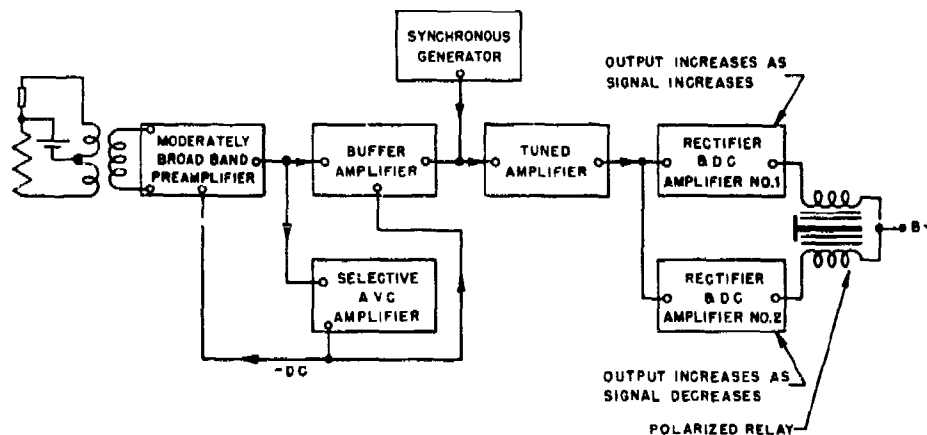 SYNCHRONOUS
GENERATOR
OUTPUT INCREASES AS
SIGNAL INCREASES
MODERATELY
BROAD BAND
PREAMPLIFIER
BUFFER
AMPLIFIER
TUNED
AMPLIFIER
RECTIFIER
& DC
AMPLIFIER NO.1
B+
SELECTIVE
AVC
AMPLIFIER
RECTIFIER
& DC
AMPLIFIER NO.2
-DC
OUTPUT INCREASES AS
SIGNAL DECREASES
POLARIZED RELAY